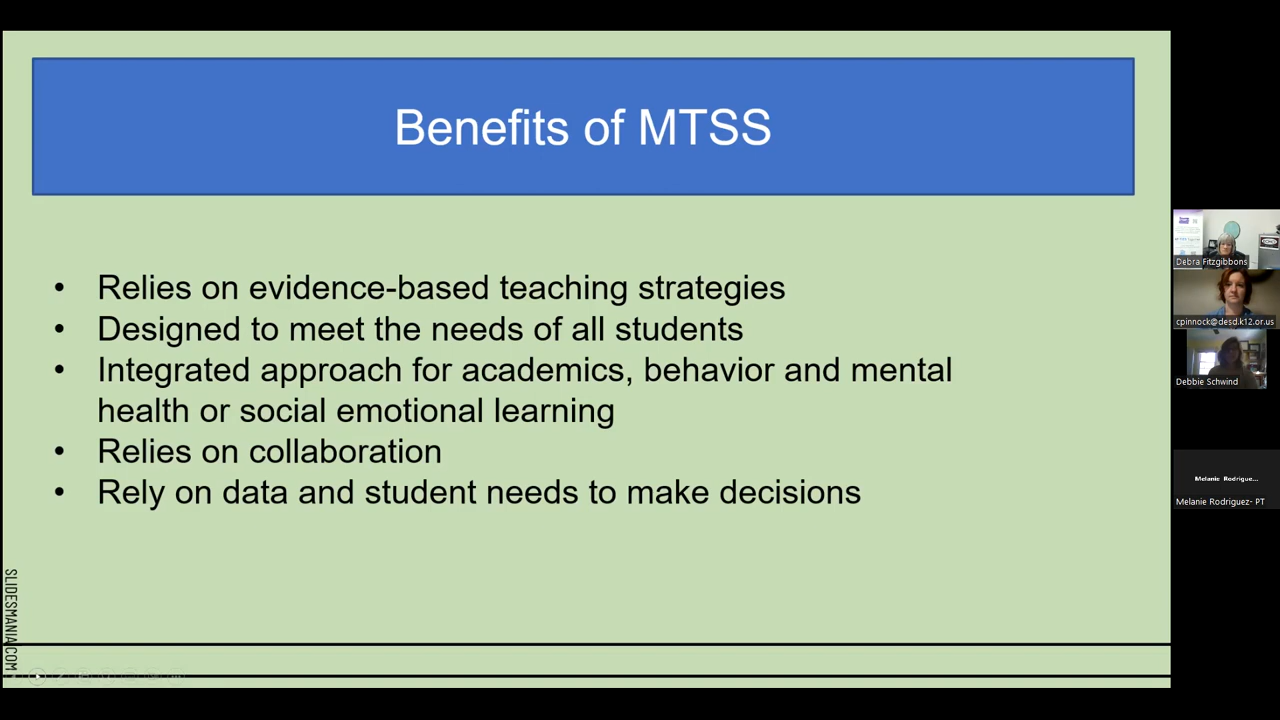 Benefits of MTSS
• Relies on evidence-based teaching strategies
• Designed to meet the needs of all students
• Integrated approach for academics, behavior and mental
health or social emotional learning
• Relies on collaboration
• Rely on data and student needs to make decisions
SLIDESMANIA.COM
Debra Fitzgibbons
cpinnock@desd.k12.or.us
Debbie Schwind
Melanie Rodrigue...
Melanie Rodriguez- PT